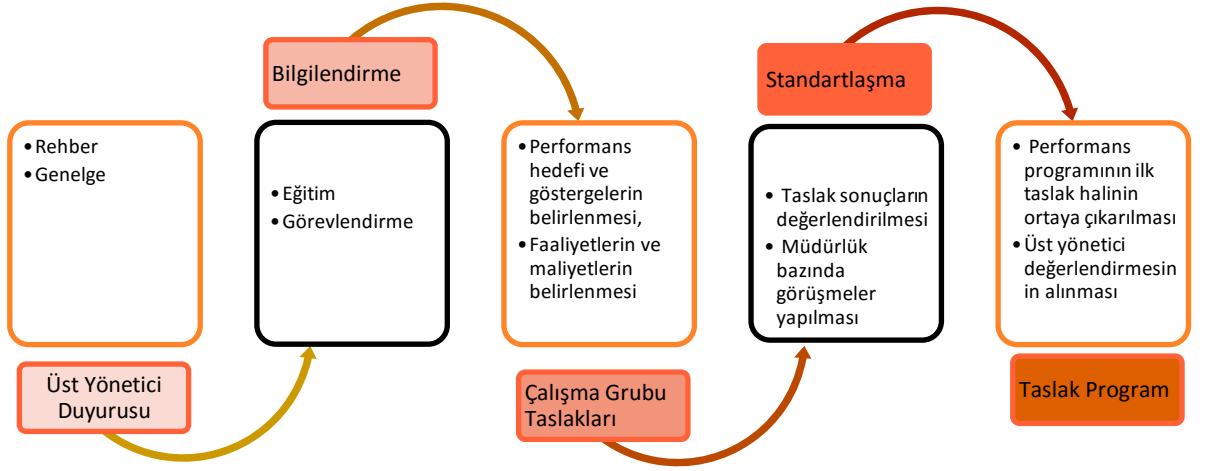 Üst Yönetici
Duyurusu
•Rehber
•Genelge
Bilgilendirme
•Eğitim
•Görevlendirme
Çalışma Grubu
Taslakları
•Performans
hedefi ve
göstergelerin
belirlenmesi,
•Faaliyetlerin ve
maliyetlerin
belirlenmesi
Standartlaşma
• Taslak sonuçların
değerlendirilmesi
• Müdürlük
bazında
görüşmeler
yapılması
Taslak Program
• Performans
programının ilk
taslak halinin
ortaya çıkarılması
• Üst yönetici
değerlendirmesin
in alınması